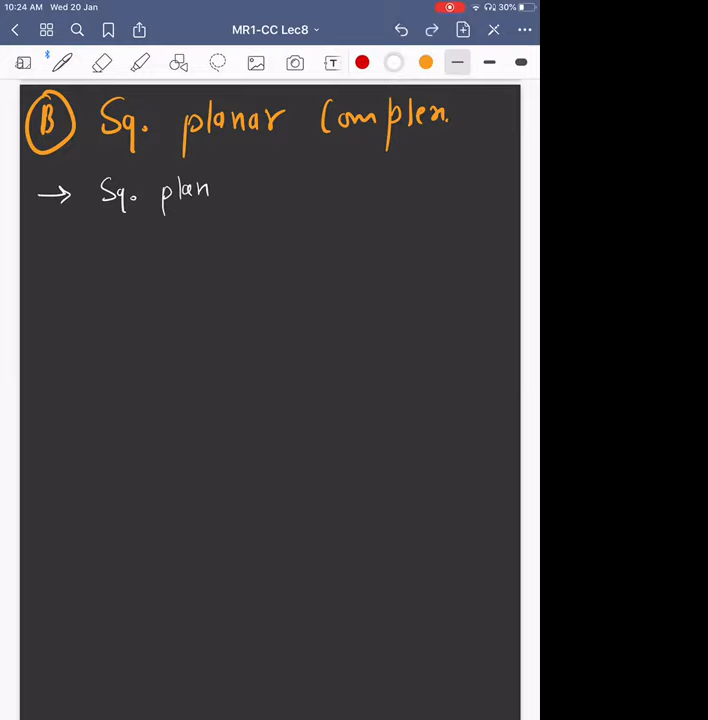 10:24 AM Wed 20 Jan
30%
MR1-CC Lec8
T
B Sq. planar Complex.
→ Sq. plan